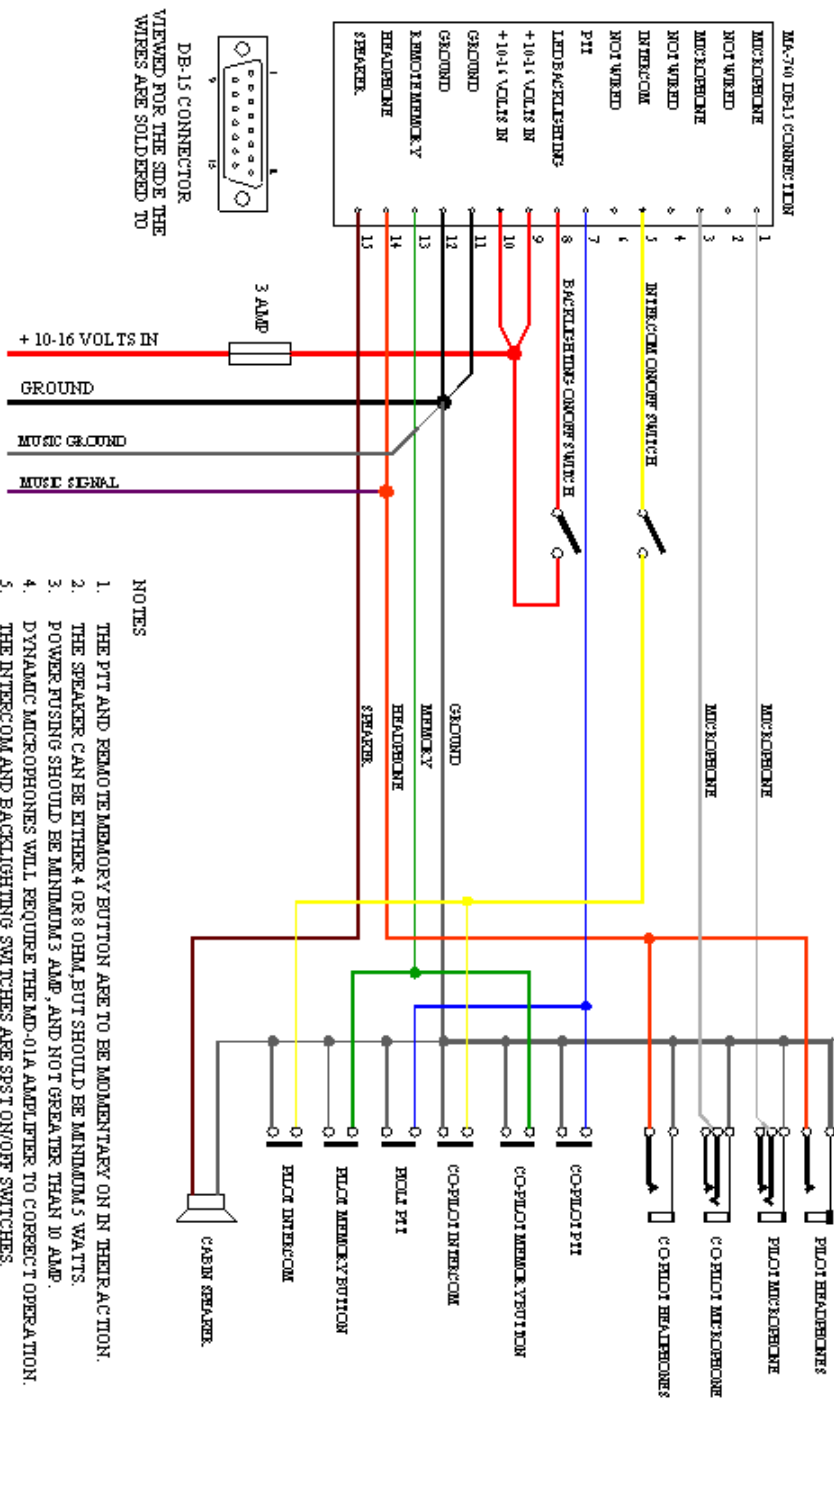 MA-760 DB-15 CONNECTION
MICROPHONE
NOT WIRED
MICROPHONE
NOT WIRED
INTERCOM
NOT WIRED
PTT
LED BACKLIGHTING
+ 10-16 VOLTS IN
+ 10-16 VOLTS IN
GROUND
GROUND
REMOTE MEMORY
HEADPHONE
SPEAKER
1
2
3
4
5
6
7
8
9
10
11
12
13
14
15
DB-15 CONNECTOR
VIEWED FOR THE SIDE THE
WIRES ARE SOLDERED TO
1
8
9
15
INTERCOM ON/OFF SWITCH
BACKLIGHTING ON/OFF SWITCH
3 AMP
+ 10-16 VOLTS IN
GROUND
MUSIC GROUND
MUSIC SIGNAL
MICROPHONE
MICROPHONE
GROUND
MEMORY
HEADPHONE
SPEAKER
PILOT HEADPHONES
PILOT MICROPHONE
CO-PILOT MICROPHONE
CO-PILOT HEADPHONES
CO-PILOT PTT
CO-PILOT MEMORY BUTTON
CO-PILOT INTERCOM
PIOLT PTT
PILOT MEMORY BUTTON
PILOT INTERCOM
CABIN SPEAKER
NOTES
1. THE PTT AND REMOTE MEMORY BUTTON ARE TO BE MOMENTARY ON IN THEIR ACTION.
2. THE SPEAKER CAN BE EITHER 4 OR 8 OHM, BUT SHOULD BE MINIMUM 5 WATTS.
3. POWER FUSING SHOULD BE MINIMUM 3 AMP, AND NOT GREATER THAN 10 AMP.
4. DYNAMIC MICROPHONES WILL REQUIRE THE MD-01A AMPLIFIER TO CORRECT OPERATION.
5. THE INTERCOM AND BACKLIGHTING SWITCHES ARE SPST ON/OFF SWITCHES.